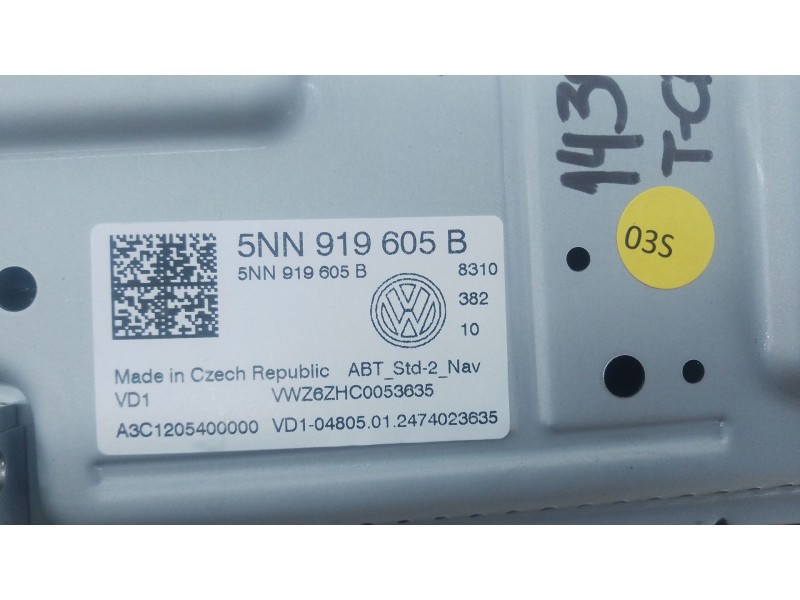 5NN 919 605 B
5NN 919 605 B
8310
382
10
Made in Czech Republic ABT_Std-2_Nav
VD1 VWZ6ZHC0053635
A3C1205400000 VD1-04805.01.2474023635
03S
143